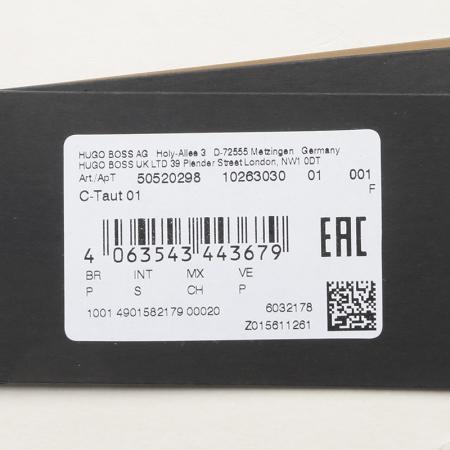 HUGO BOSS AG Holy-Allee 3 D-72555 Metzingen Germany
HUGO BOSS UK LTD 39 Plender Street London, NW1 0DT
Art./ApT 50520298 10263030 01 001
F
C-Taut 01
4 063543 443679
EAC
BR INT MX VE
P S CH P
1001 4901582179 00020
6032178
Z015611261